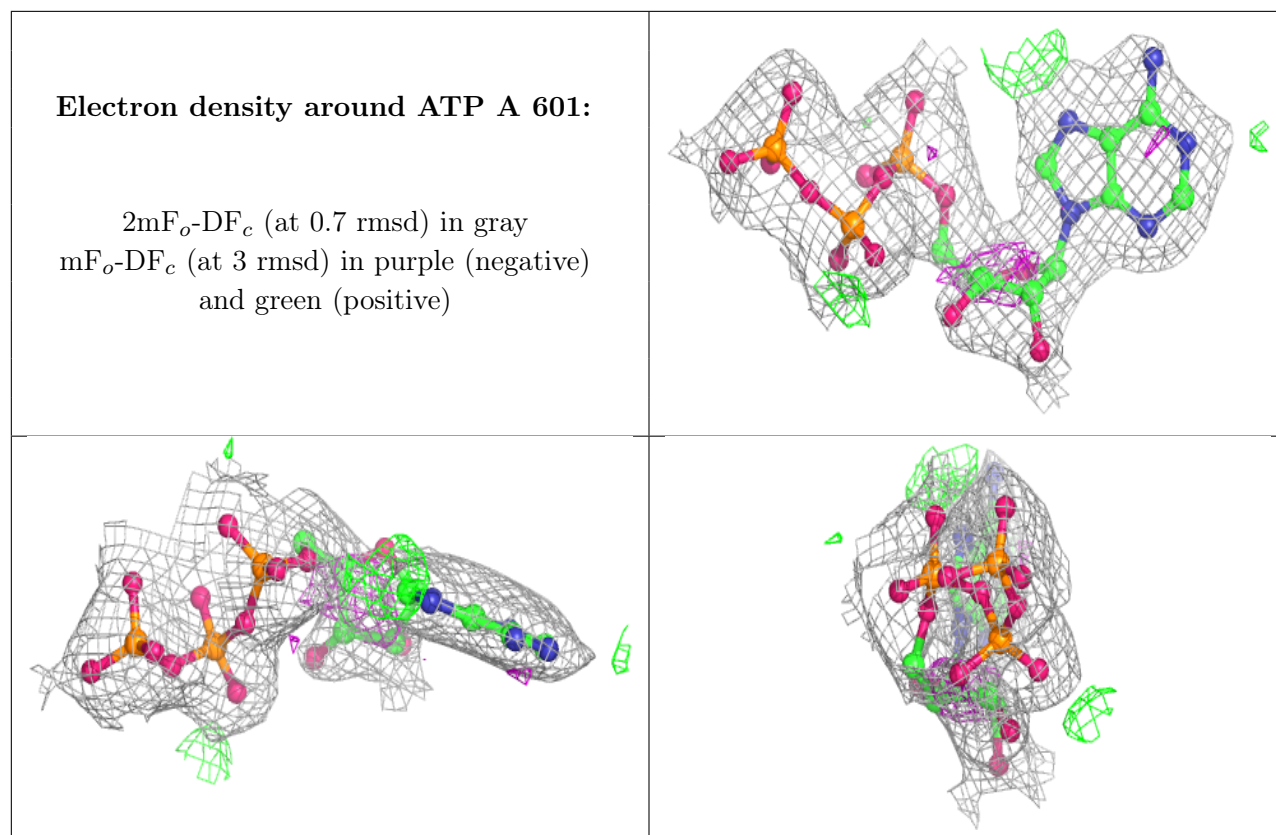 Electron density around ATP A 601:
2mFₒ-DF𝑐 (at 0.7 rmsd) in gray
mFₒ-DF𝑐 (at 3 rmsd) in purple (negative)
and green (positive)